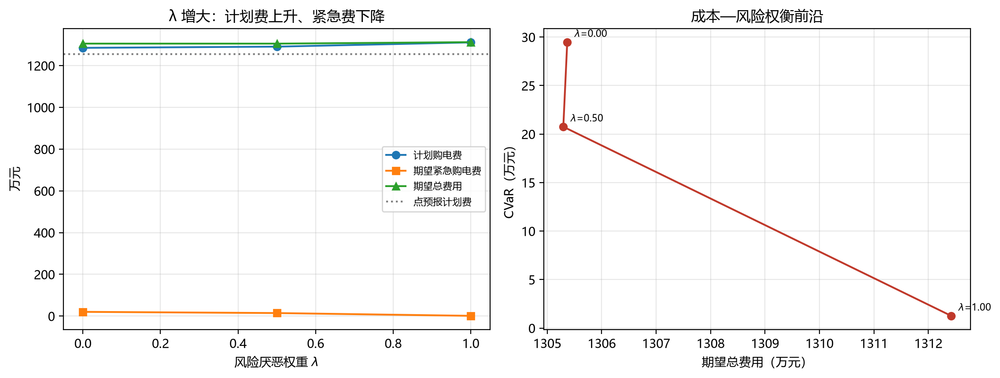 λ 增大：计划费上升、紧急费下降
万元
1200
1000
800
600
400
200
0
0.0 0.2 0.4 0.6 0.8 1.0
风险厌恶权重 λ
计划购电费
期望紧急购电费
期望总费用
点预报计划费
成本—风险权衡前沿
CVaR（万元）
30
25
20
15
10
5
0
λ=0.00
λ=0.50
λ=1.00
1305 1306 1307 1308 1309 1310 1311 1312
期望总费用（万元）